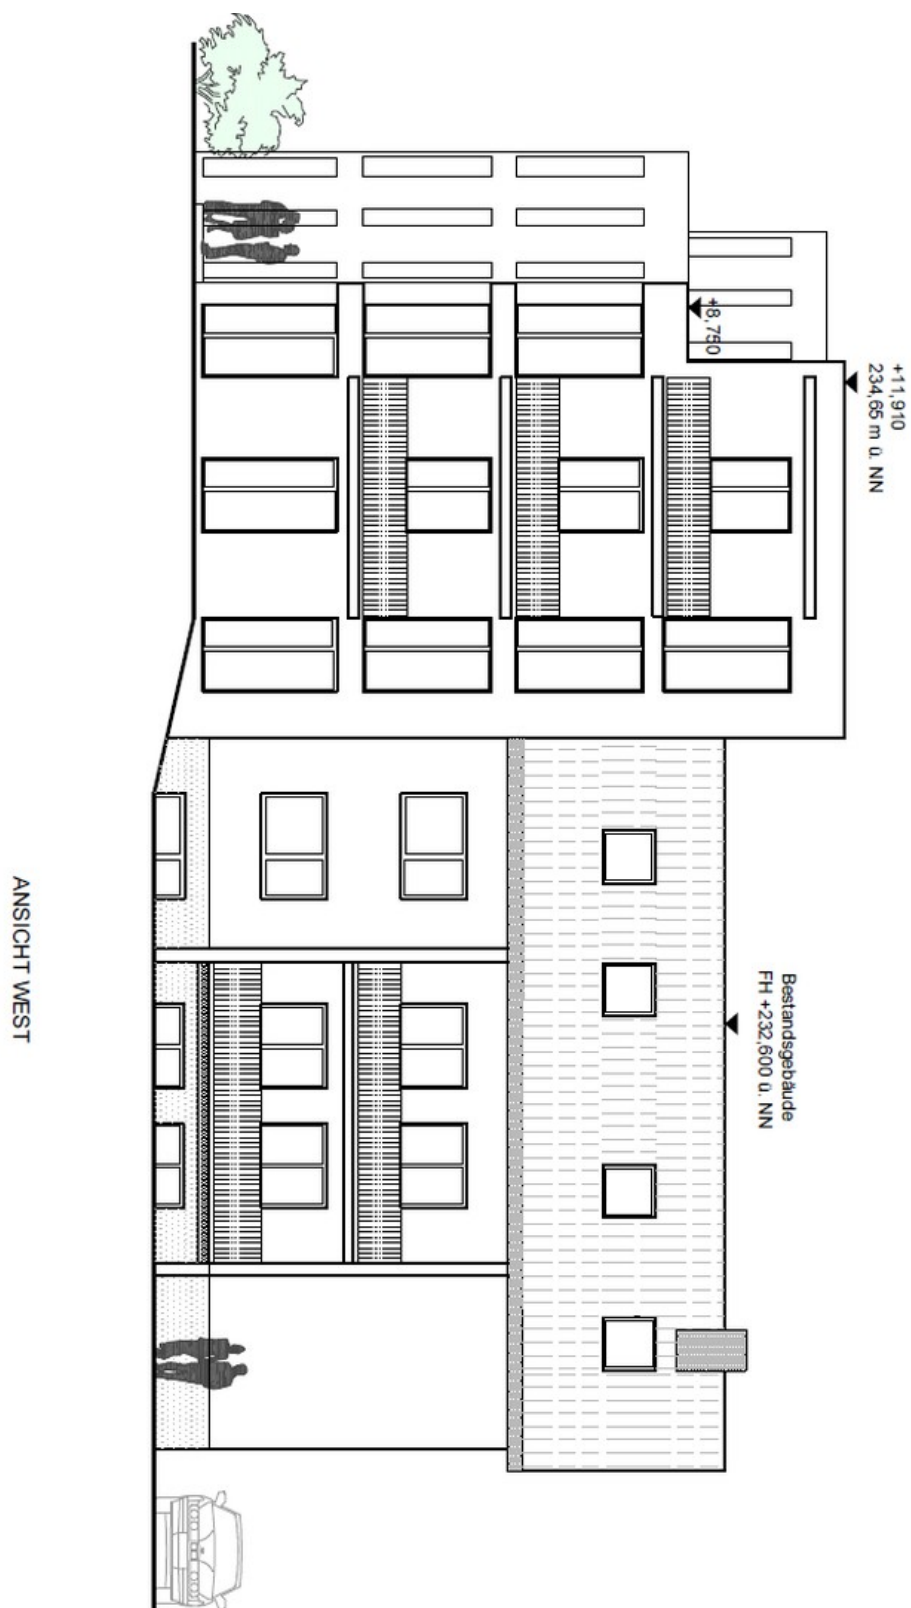 +8,750
+11,910
234,65 m ü. NN
Bestandsgebäude
FH +232,600 ü. NN
ANSICHT WEST